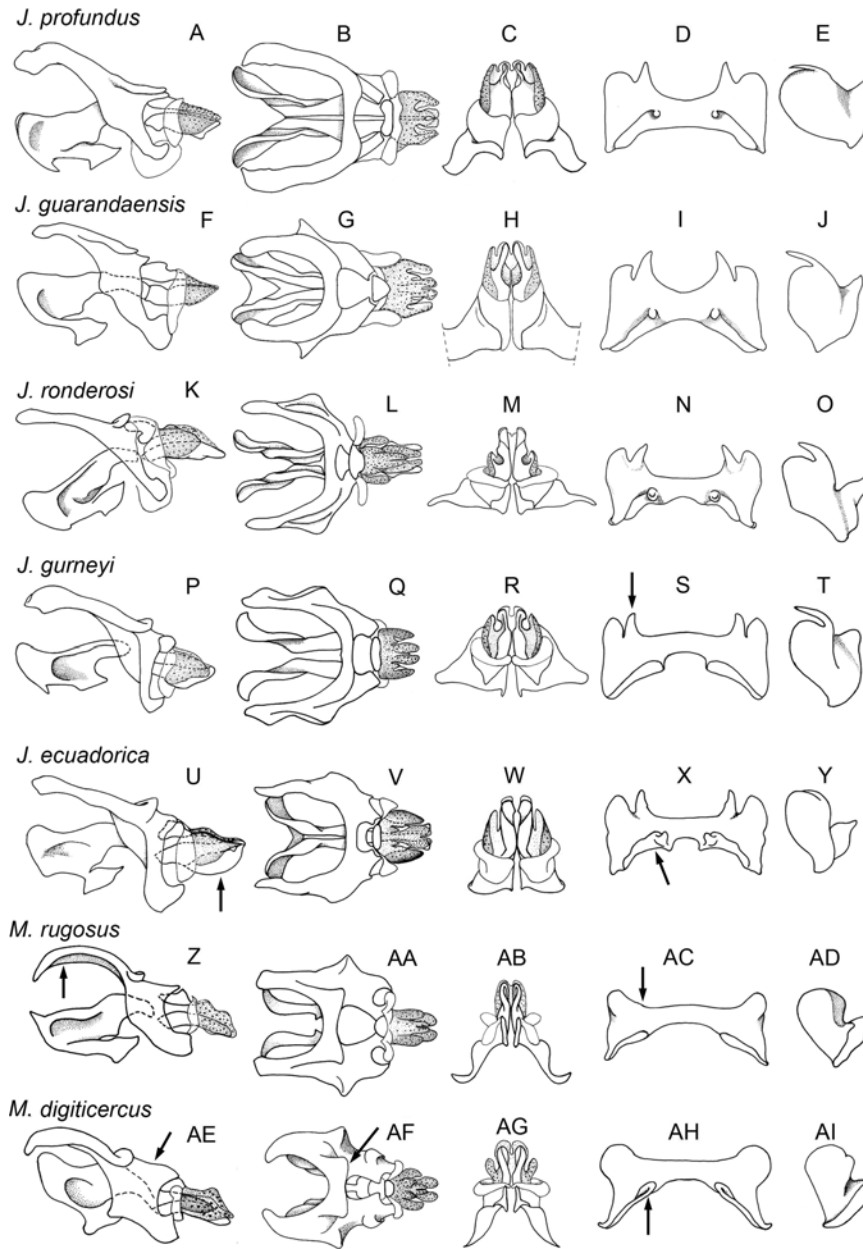 J. profundus
A B C D E
J. guarandaensis
F G H I J
J. ronderosi
K L M N O
J. gurneyi
P Q R S T
J. ecuadorica
U V W X Y
M. rugosus
Z AA AB AC AD
M. digiticercus
AE AF AG AH AI